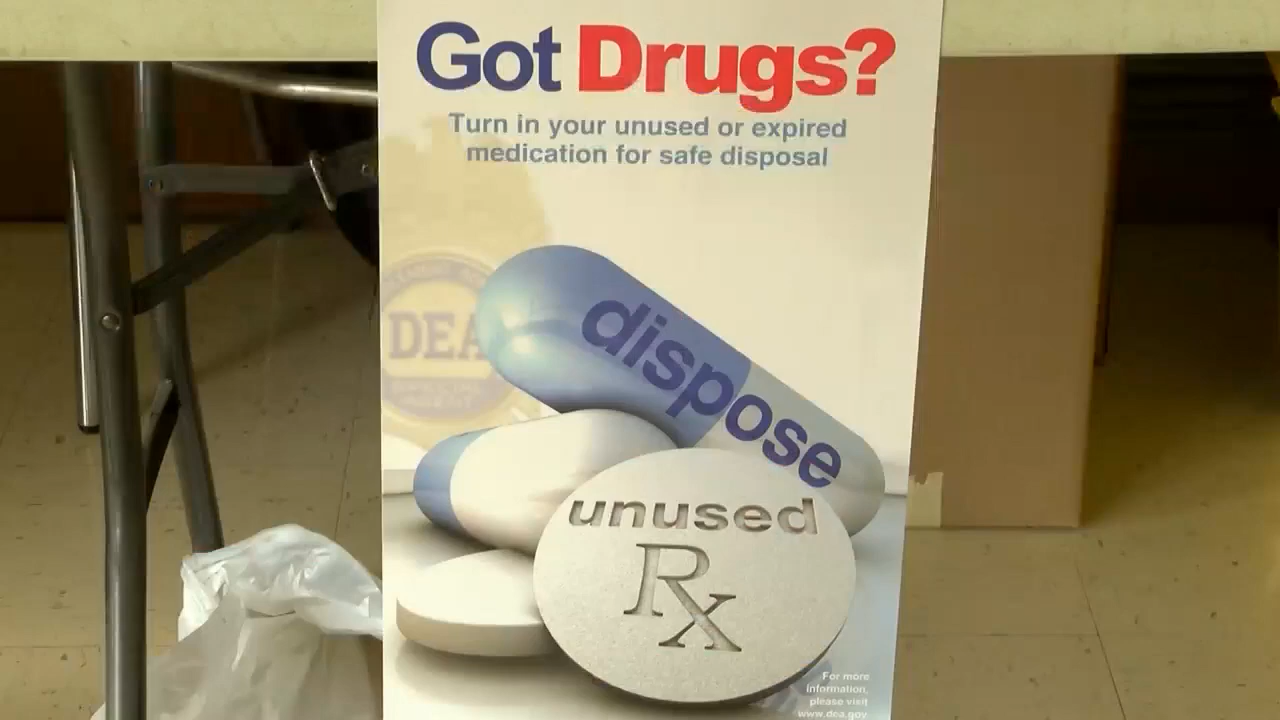 Got Drugs?
Turn in your unused or expired
medication for safe disposal
DEA
dispose
unused
Rx
For more
information,
please visit
www.dea.gov